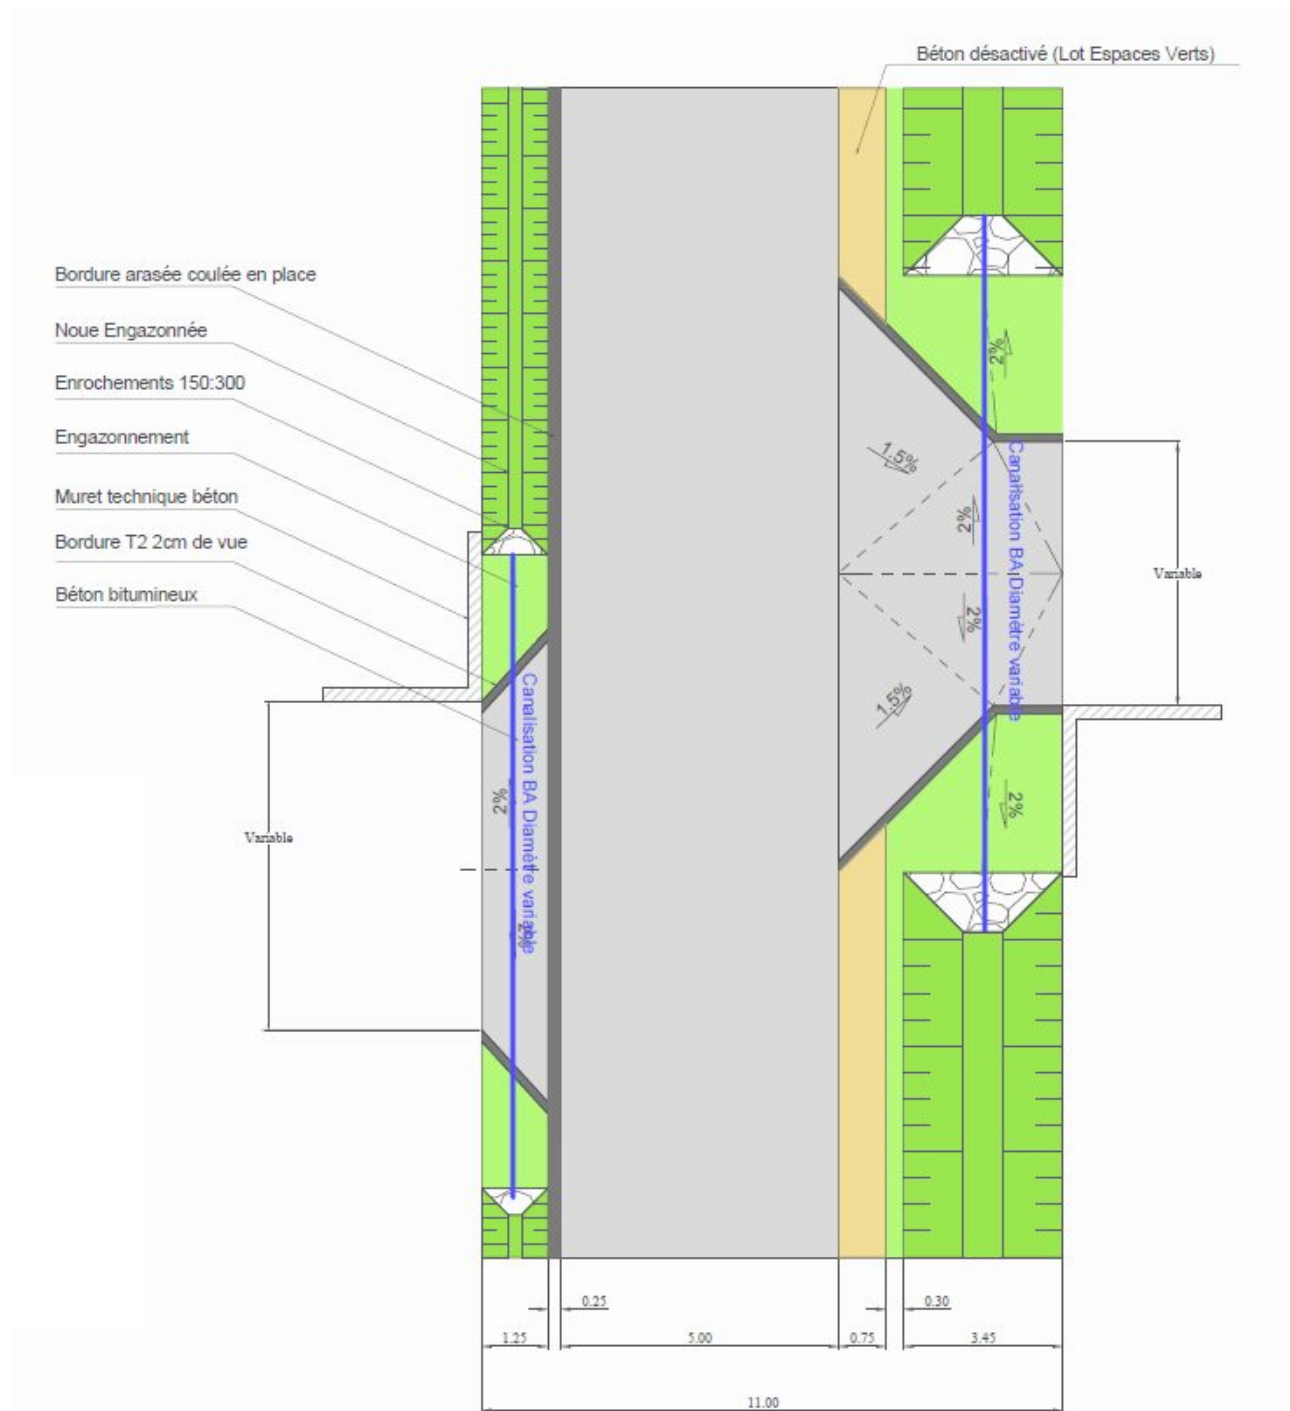 Béton désactivé (Lot Espaces Verts)
Bordure arasée coulée en place
Noue Engazonnée
Enrochements 150:300
Engazonnement
Muret technique béton
Bordure T2 2cm de vue
Béton bitumineux
2%
1.5%
2%
Canalisation BA Diamètre variable
Variable
2%
1.5%
Canalisation BA Diamètre variable
2%
2%
Variable
2%
0.25
0.30
1.25
5.00
0.75
3.45
11.00